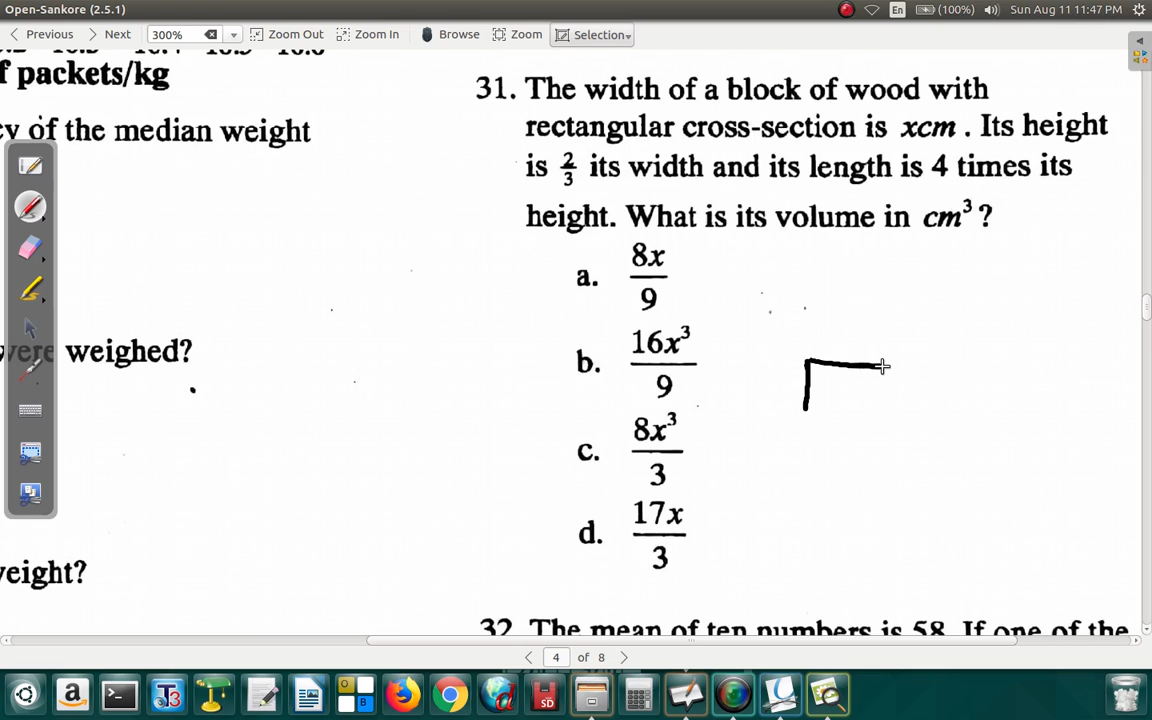 Open-Sankore (2.5.1)
En (100%) Sun Aug 11 11:47 PM
Previous Next 300% Zoom Out Zoom In Browse Zoom Selection
f packets/kg
cy of the median weight
were weighed?
veight?
31. The width of a block of wood with
rectangular cross-section is xcm . Its height
is 2/3 its width and its length is 4 times its
height. What is its volume in cm³ ?
a. 8x/9
b. 16x³/9
c. 8x³/3
d. 17x/3
32. The mean of ten numbers is 58. If one of the
4 of 8